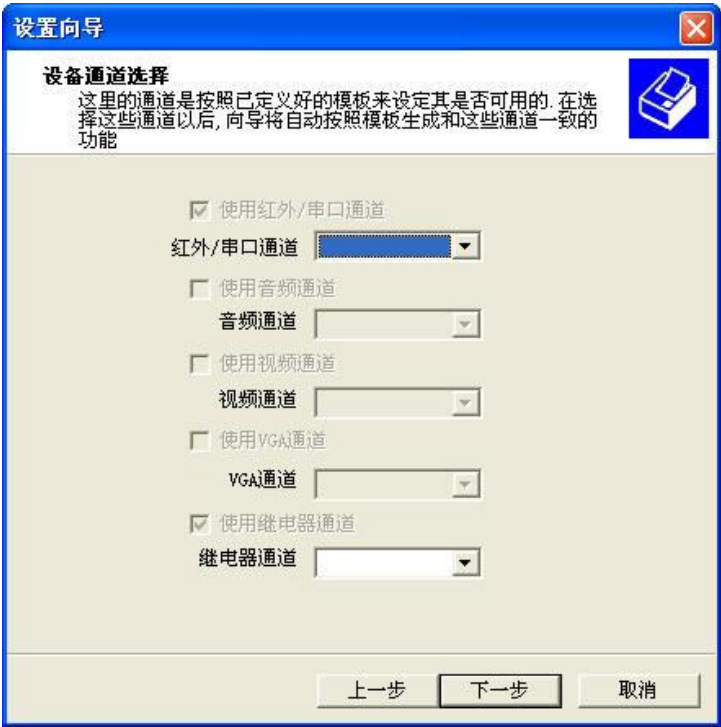 设置向导
设备通道选择
这里的通道是按照已定义好的模板来设定其是否可用的. 在选
择这些通道以后, 向导将自动按照模板生成和这些通道一致的
功能
使用红外/串口通道
红外/串口通道
使用音频通道
音频通道
使用视频通道
视频通道
使用VGA通道
VGA通道
使用继电器通道
继电器通道
上一步 下一步 取消